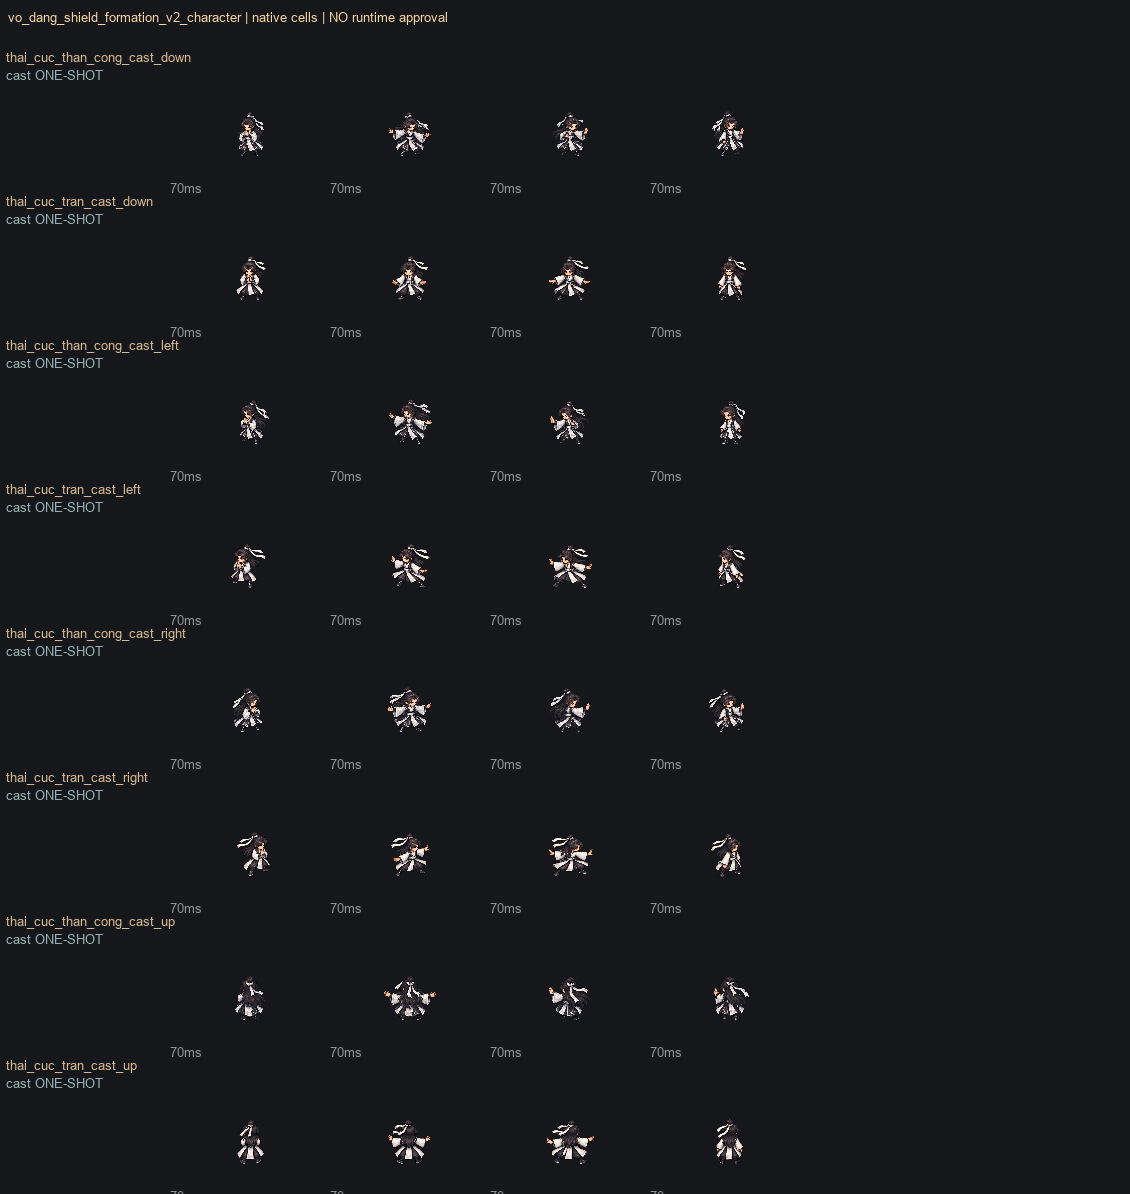 vo_dang_shield_formation_v2_character | native cells | NO runtime approval
thai_cuc_than_cong_cast_down
cast ONE-SHOT
70ms 70ms 70ms 70ms
thai_cuc_tran_cast_down
cast ONE-SHOT
70ms 70ms 70ms 70ms
thai_cuc_than_cong_cast_left
cast ONE-SHOT
70ms 70ms 70ms 70ms
thai_cuc_tran_cast_left
cast ONE-SHOT
70ms 70ms 70ms 70ms
thai_cuc_than_cong_cast_right
cast ONE-SHOT
70ms 70ms 70ms 70ms
thai_cuc_tran_cast_right
cast ONE-SHOT
70ms 70ms 70ms 70ms
thai_cuc_than_cong_cast_up
cast ONE-SHOT
70ms 70ms 70ms 70ms
thai_cuc_tran_cast_up
cast ONE-SHOT